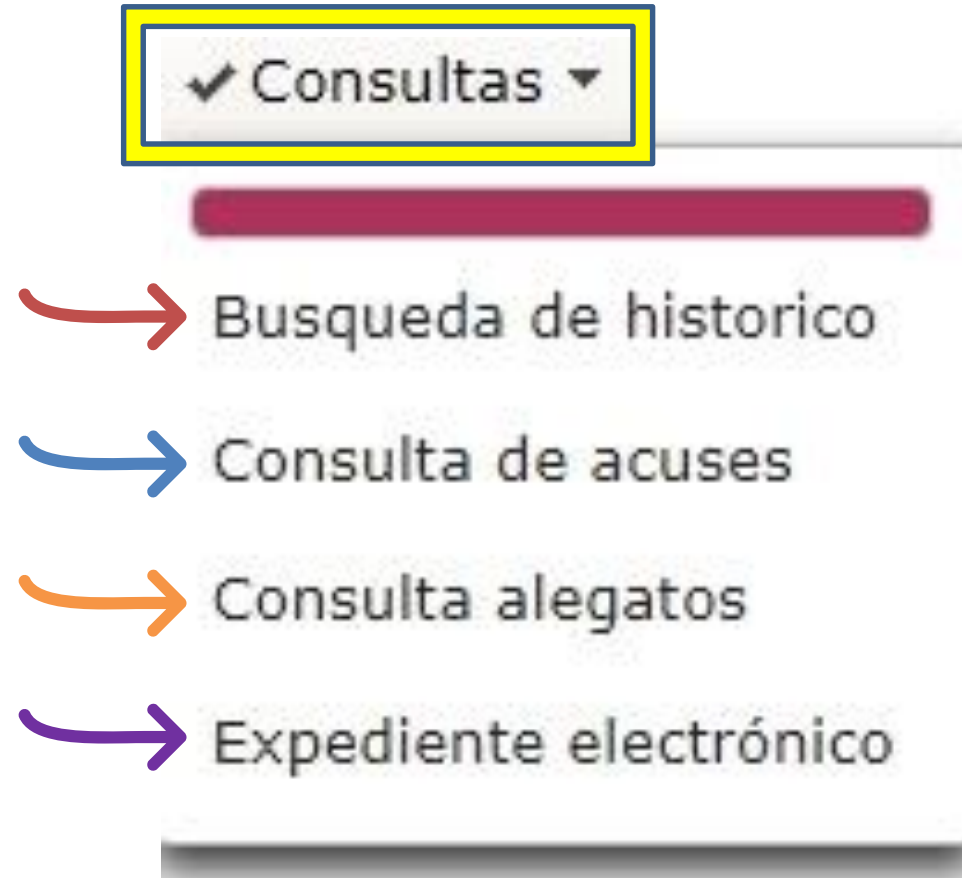 Consultas
Busqueda de historico
Consulta de acuses
Consulta alegatos
Expediente electrónico